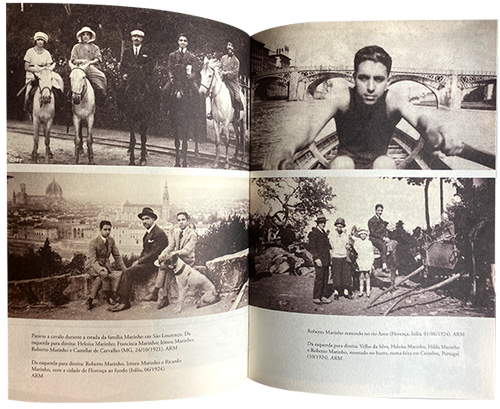 Passeio a cavalo durante a estada da família Marinho em São Lourenço. Da
esquerda para direita: Heloisa Marinho; Francisca Marinho; Irineu Marinho;
Roberto Marinho e Castellar de Carvalho (MG, 24/10/1921). ARM
Da esquerda para direita: Roberto Marinho, Irineu Marinho e Ricardo
Marinho, com a cidade de Florença ao fundo (Itália, 06/1924).
ARM
Roberto Marinho remando no rio Arno (Florença, Itália, 01/06/1924). ARM
Da esquerda para direita: Velho da Silva, Heloisa Marinho, Hilda Marinho
e Roberto Marinho, montado no burro, numa feira em Coimbra, Portugal
(10/1924). ARM